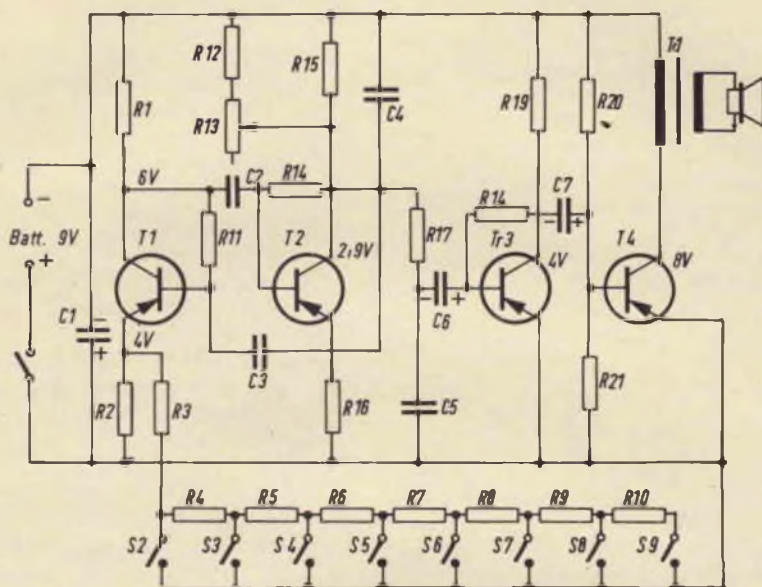 Tr1
R12
R15
R1
R13
C4
R19
R20
6V
C2
R14
R14
C7
− +
−
Batt. 9V
+
T1
R11
T2
2,9V
R17
Tr3
4V
T4
8V
− +
C6
C1
−
+
4V
C3
R2
R3
R16
C5
R21
R4 R5 R6 R7 R8 R9 R10
S2 S3 S4 S5 S6 S7 S8 S9